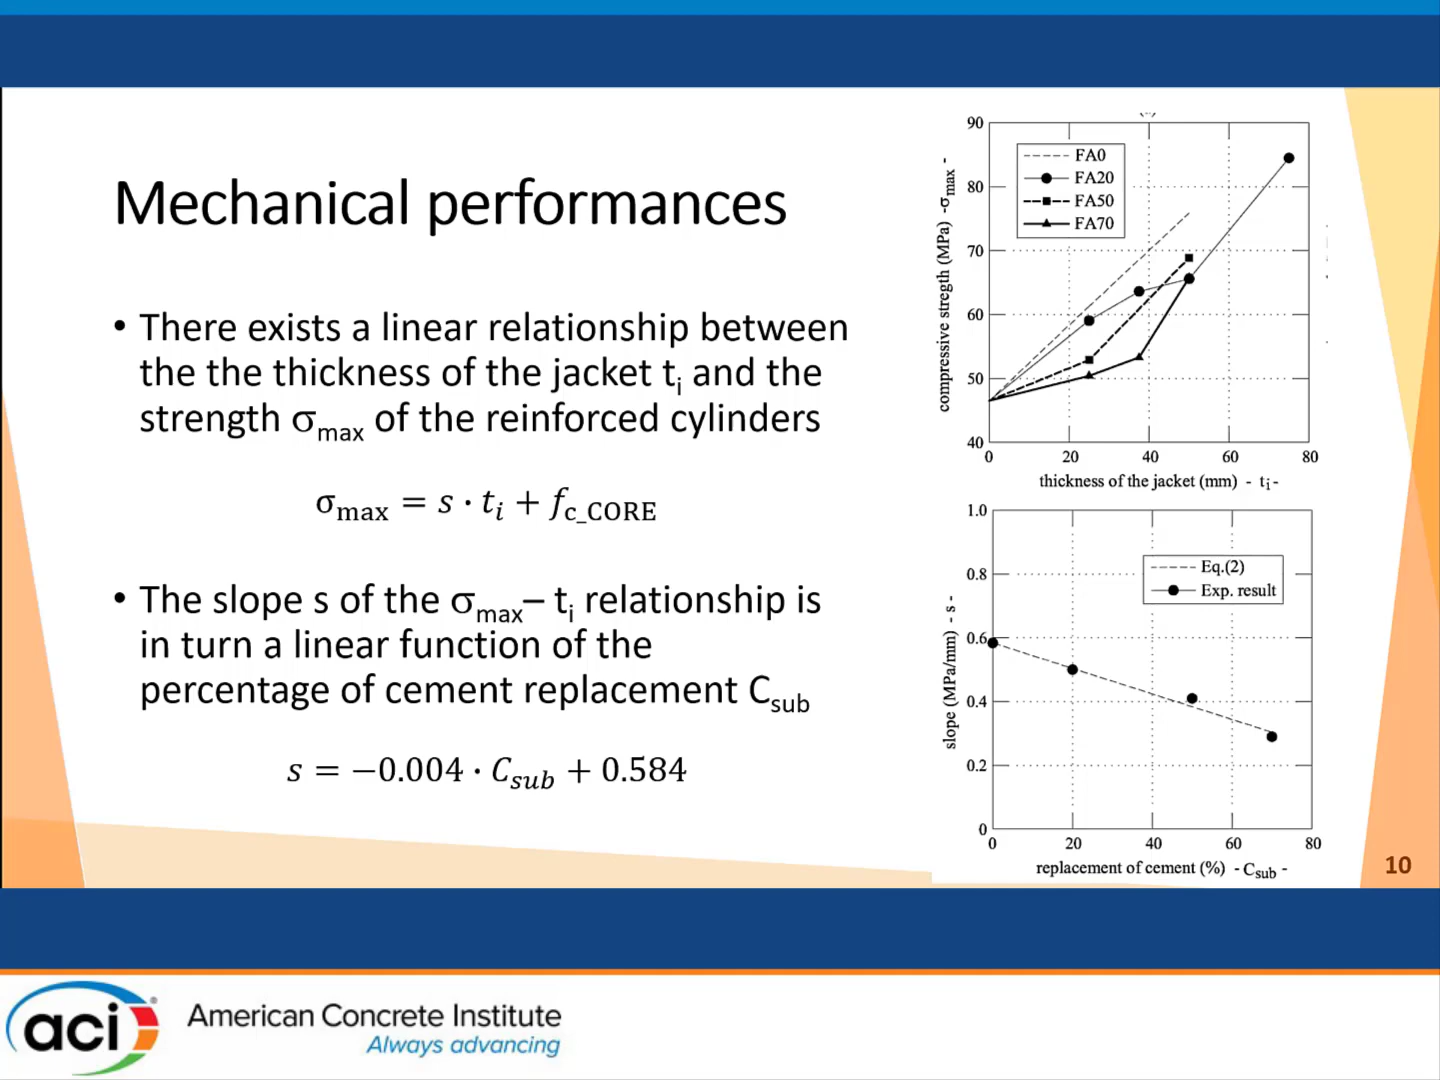 Mechanical performances
• There exists a linear relationship between
the the thickness of the jacket tᵢ and the
strength σmax of the reinforced cylinders
σmax = s · tᵢ + fc_CORE
• The slope s of the σmax– tᵢ relationship is
in turn a linear function of the
percentage of cement replacement Csub
s = −0.004 · Csub + 0.584
90
80
70
60
50
40
0 20 40 60 80
compressive stregth (MPa) -σmax -
thickness of the jacket (mm) - tᵢ-
FA0
FA20
FA50
FA70
1.0
0.8
0.6
0.4
0.2
0
0 20 40 60 80
slope (MPa/mm) - s -
replacement of cement (%) - Csub -
Eq.(2)
Exp. result
10
aci
American Concrete Institute
Always advancing